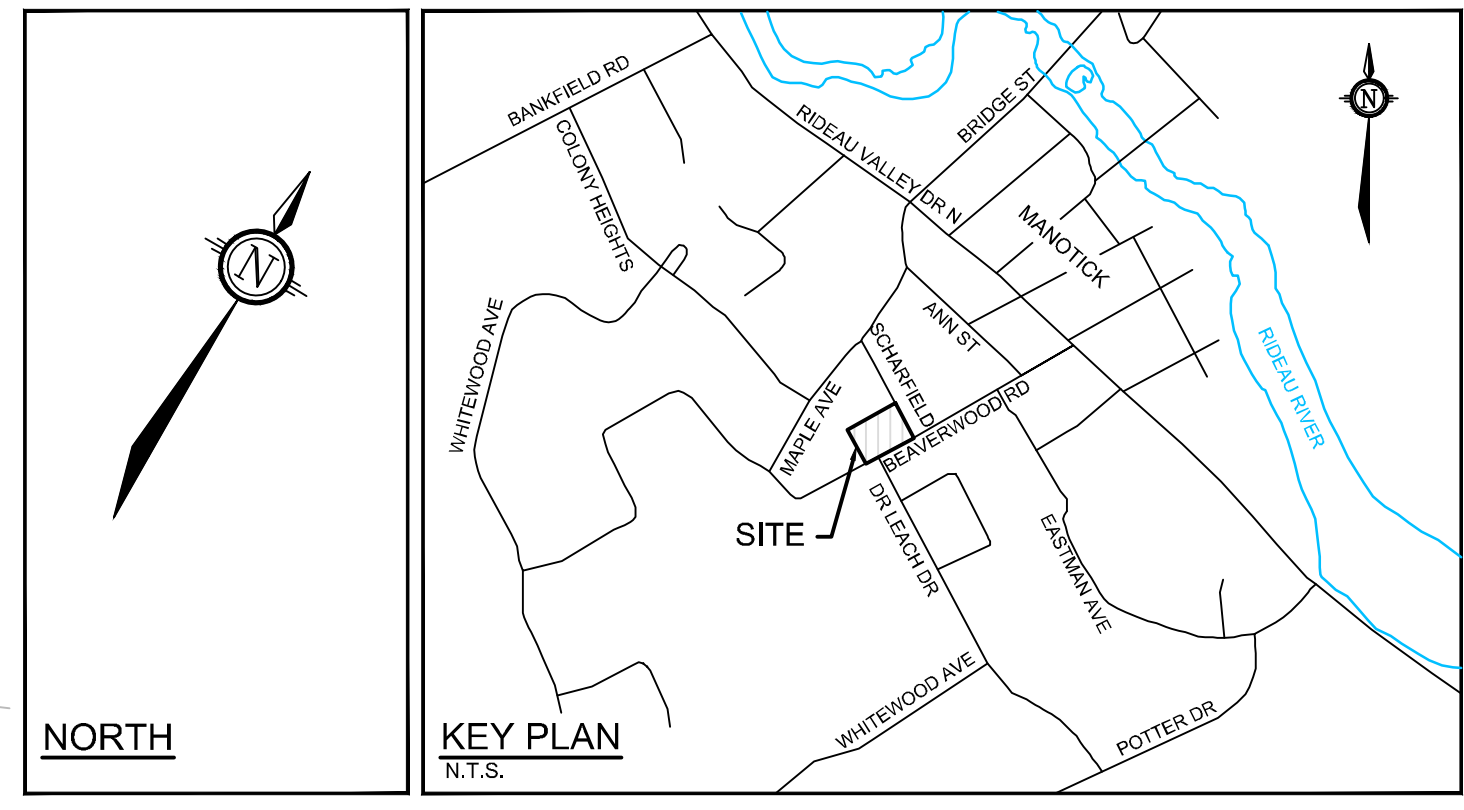 N
NORTH
BANKFIELD RD
COLONY HEIGHTS
RIDEAU VALLEY DR N
BRIDGE ST
N
MANOTICK
WHITEWOOD AVE
ANN ST
SCHARFIELD
RIDEAU RIVER
MAPLE AVE
BEAVERWOOD RD
SITE
DR LEACH DR
EASTMAN AVE
WHITEWOOD AVE
POTTER DR
KEY PLAN
N.T.S.